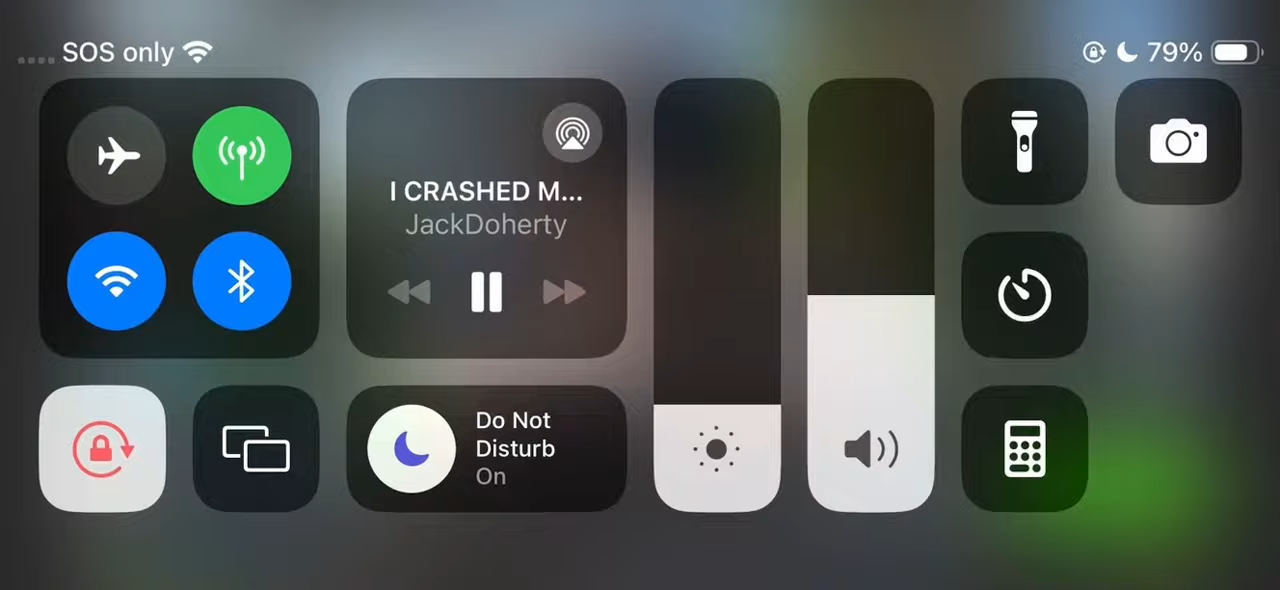 SOS only
79%
I CRASHED M...
JackDoherty
Do Not
Disturb
On